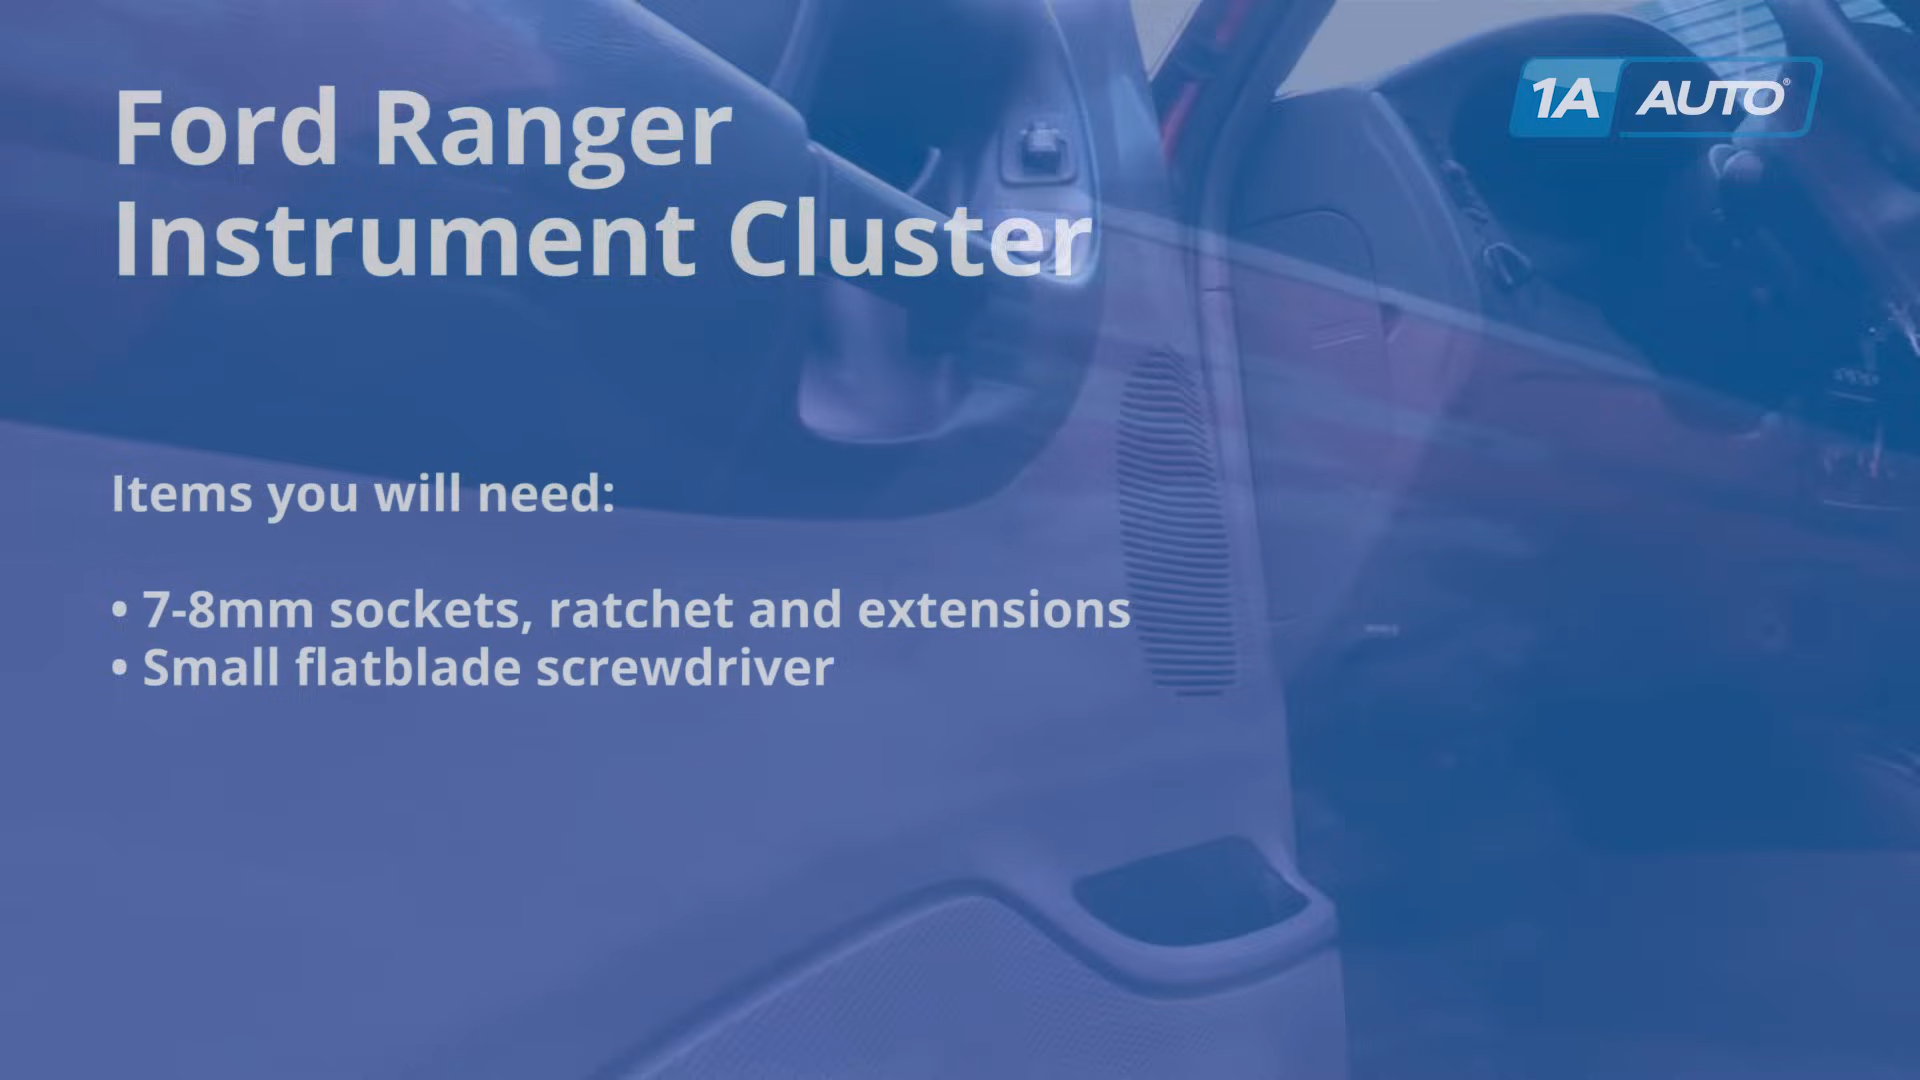 Ford Ranger
1A AUTO®
Instrument Cluster
Items you will need:
• 7-8mm sockets, ratchet and extensions
• Small flatblade screwdriver